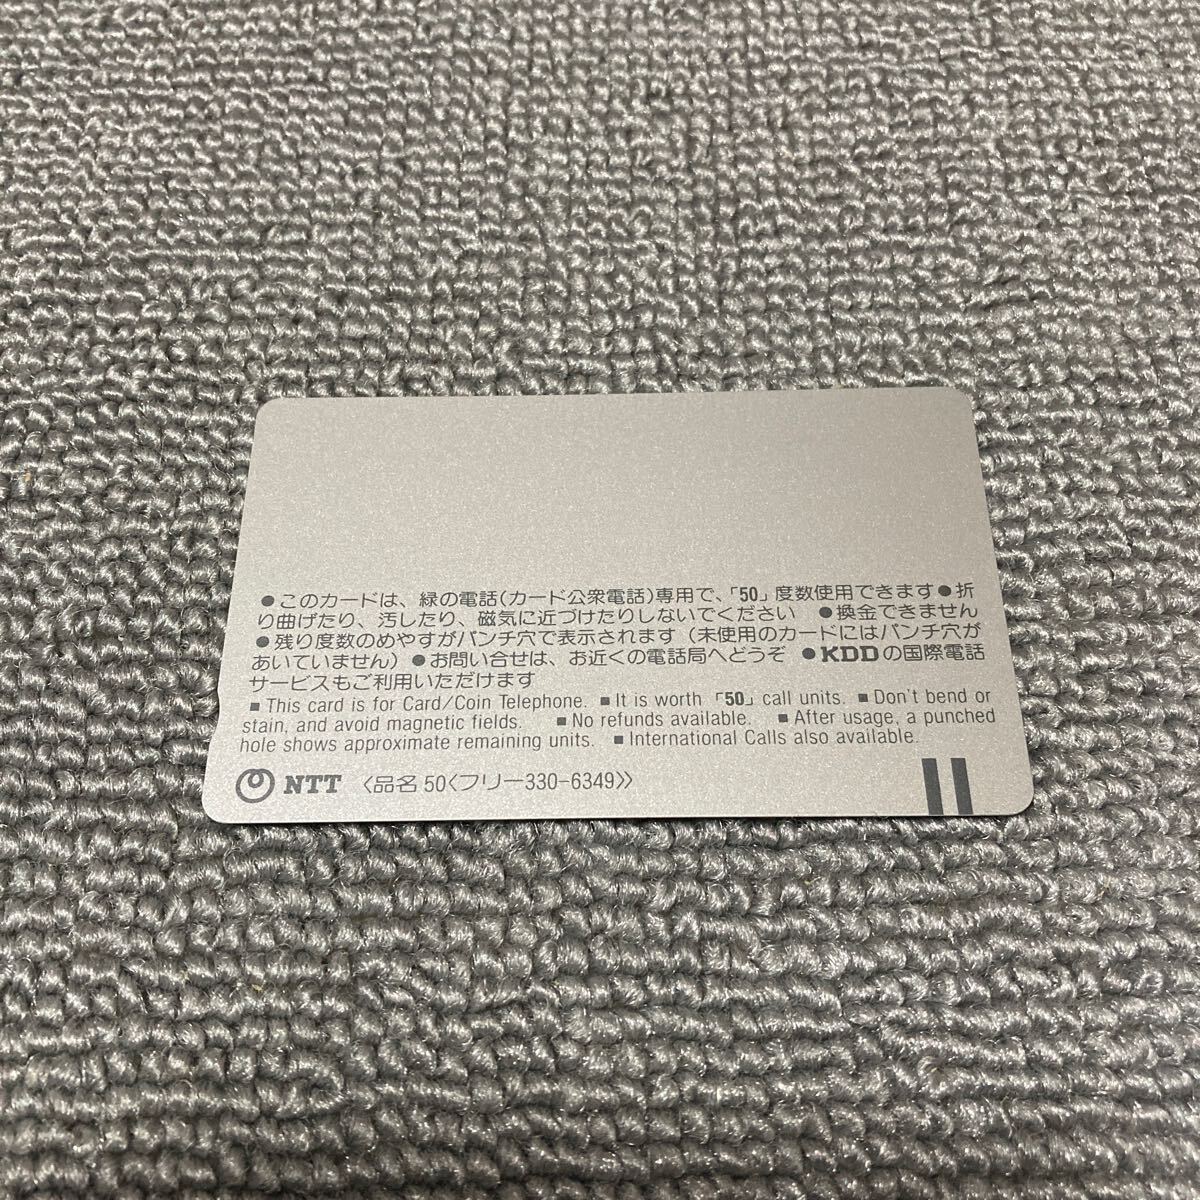 ●このカードは、緑の電話(カード公衆電話)専用で、「50」度数使用できます●折
り曲げたり、汚したり、磁気に近づけたりしないでください ●換金できません
●残り度数のめやすがパンチ穴で表示されます(未使用のカードにはパンチ穴が
あいていません)●お問い合せは、お近くの電話局へどうぞ ●KDDの国際電話
サービスもご利用いただけます
■This card is for Card/Coin Telephone. ■It is worth「50」call units. ■Don't bend or
stain, and avoid magnetic fields. ■No refunds available. ■After usage, a punched
hole shows approximate remaining units. ■International Calls also available.
NTT 〈品名 50〈フリー330-6349〉〉